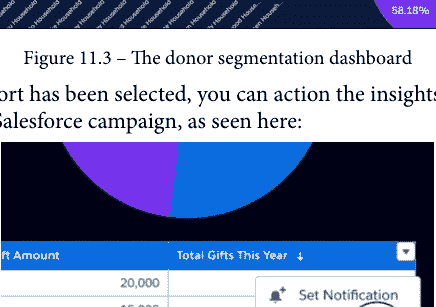 Household
58.18%
Figure 11.3 – The donor segmentation dashboard
ort has been selected, you can action the insights
Salesforce campaign, as seen here:
ft Amount Total Gifts This Year ↓
20,000
Set Notification